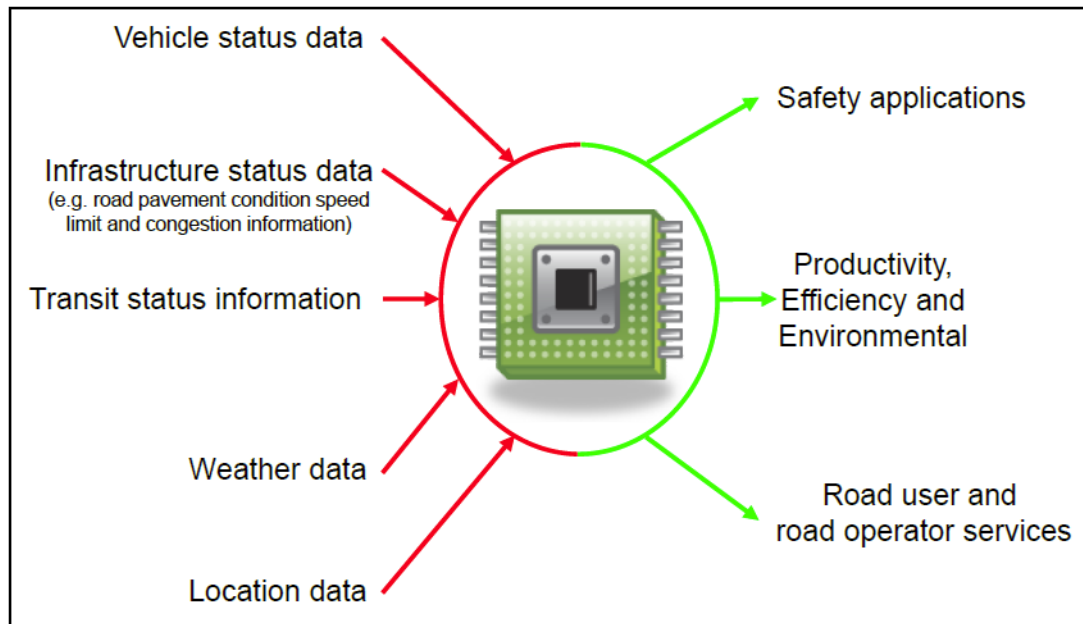 Vehicle status data
Infrastructure status data
(e.g. road pavement condition speed
limit and congestion information)
Transit status information
Weather data
Location data
Safety applications
Productivity,
Efficiency and
Environmental
Road user and
road operator services